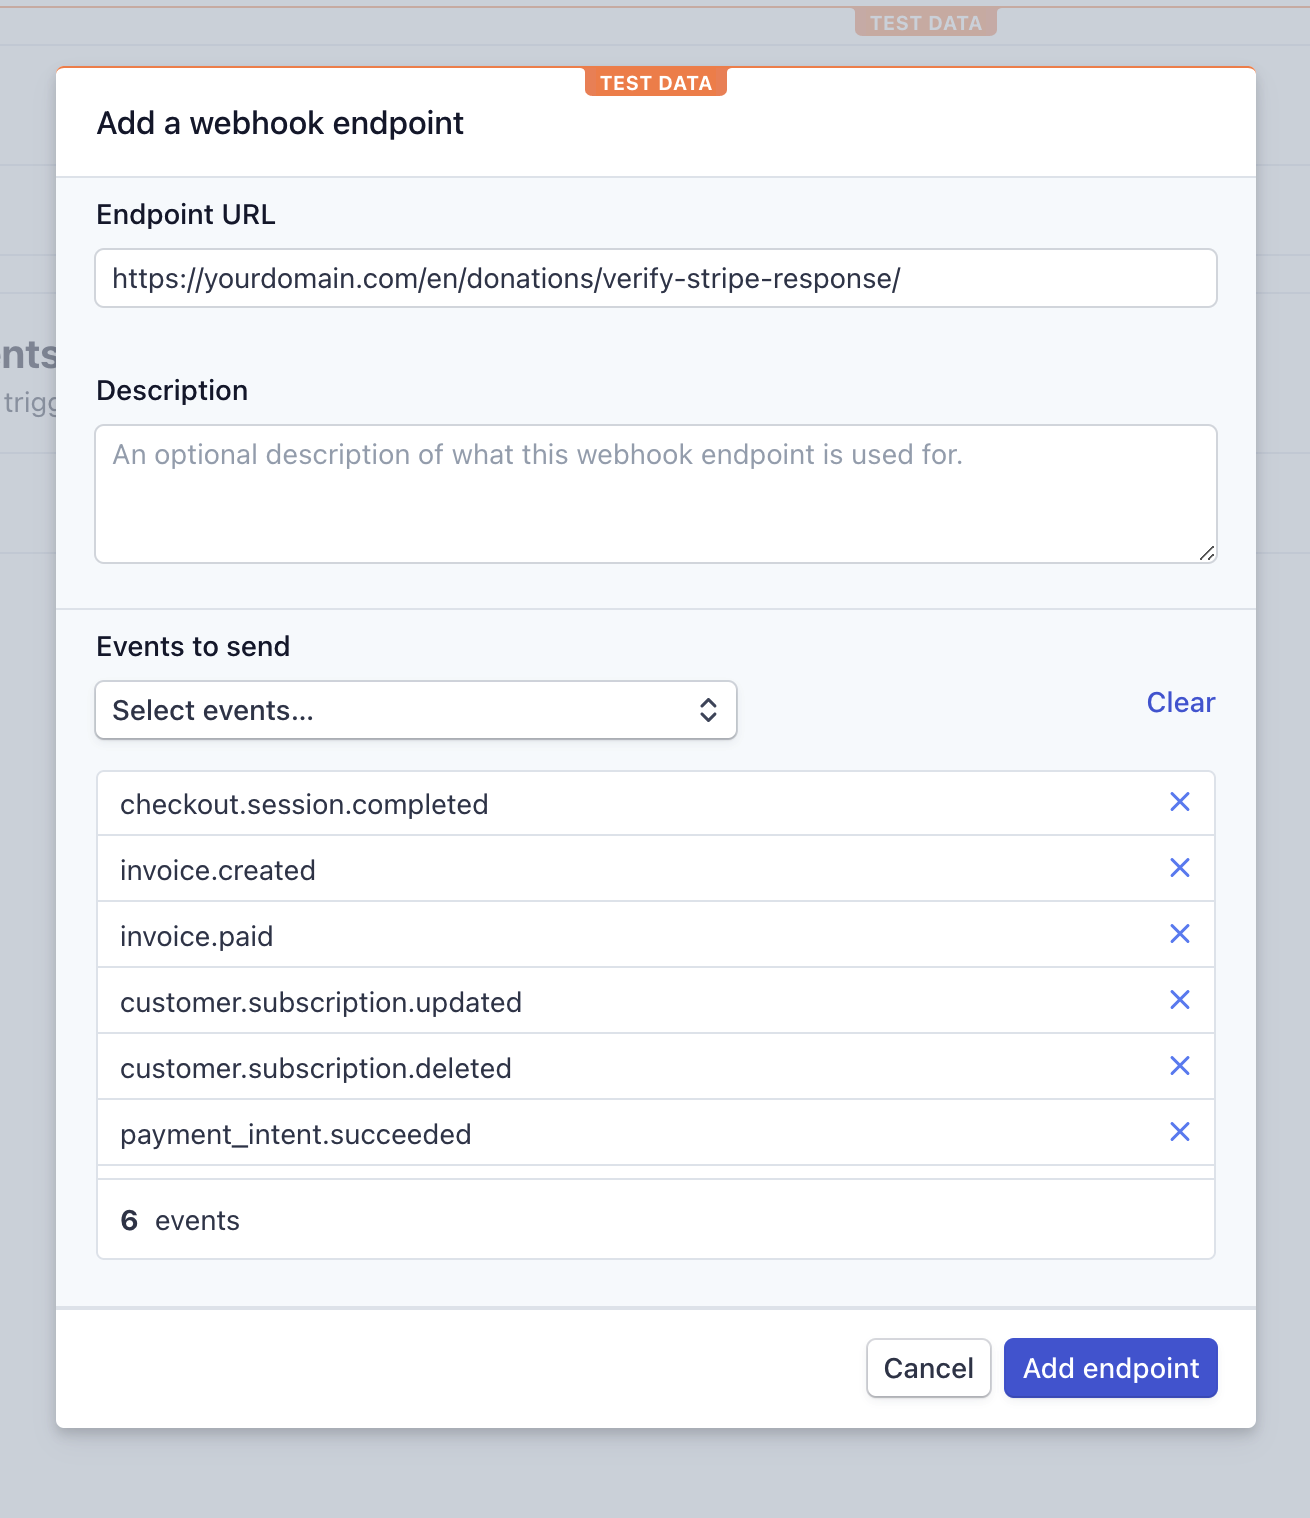 TEST DATA
TEST DATA
Add a webhook endpoint
Endpoint URL
https://yourdomain.com/en/donations/verify-stripe-response/
nts
trigg
Description
An optional description of what this webhook endpoint is used for.
Events to send
Select events...
Clear
checkout.session.completed
invoice.created
invoice.paid
customer.subscription.updated
customer.subscription.deleted
payment_intent.succeeded
6 events
Cancel
Add endpoint